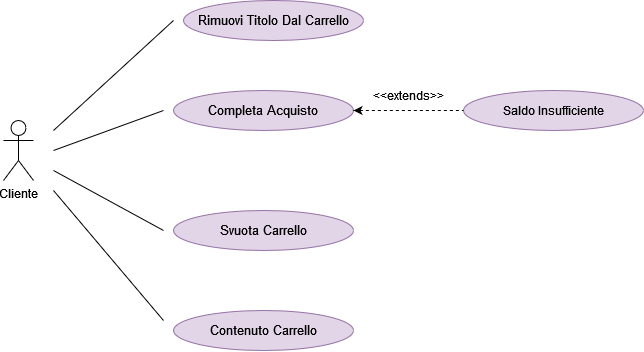 Rimuovi Titolo Dal Carrello
Completa Acquisto
<<extends>>
Saldo Insufficiente
Cliente
Svuota Carrello
Contenuto Carrello